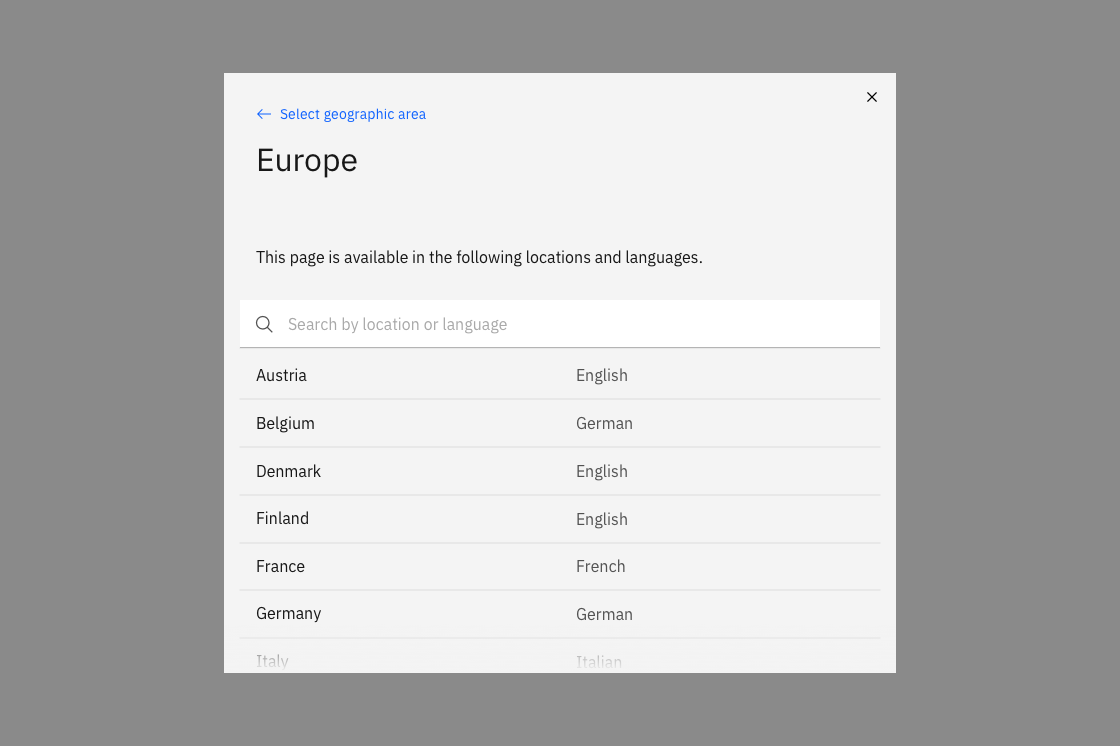 Select geographic area
Europe
This page is available in the following locations and languages.
Search by location or language
Austria English
Belgium German
Denmark English
Finland English
France French
Germany German
Italy Italian